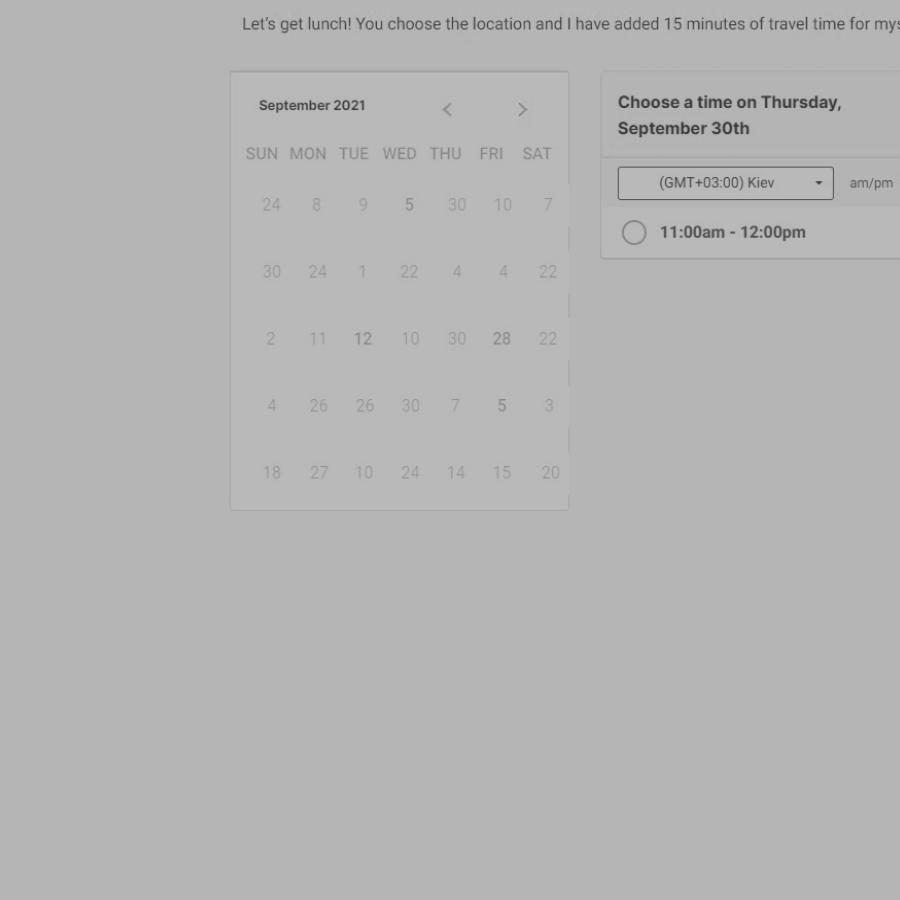 Let's get lunch! You choose the location and I have added 15 minutes of travel time for mys
September 2021
SUN MON TUE WED THU FRI SAT
24 8 9 5 30 10 7
30 24 1 22 4 4 22
2 11 12 10 30 28 22
4 26 26 30 7 5 3
18 27 10 24 14 15 20
Choose a time on Thursday,
September 30th
(GMT+03:00) Kiev am/pm
11:00am - 12:00pm